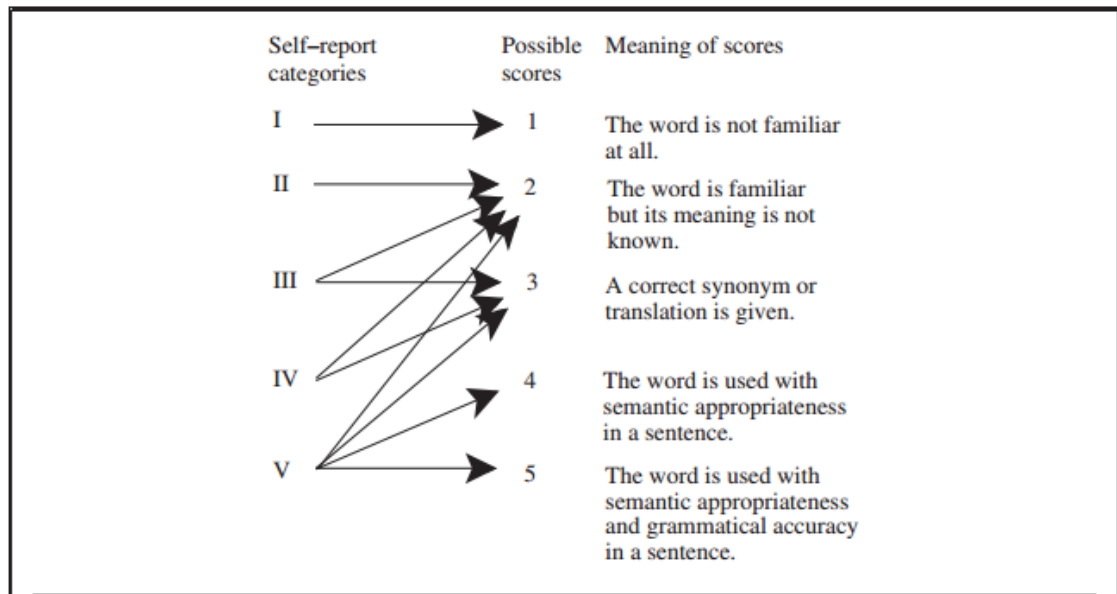 Self–report categories
Possible scores
Meaning of scores
I
1
The word is not familiar
at all.
II
2
The word is familiar
but its meaning is not
known.
III
3
A correct synonym or
translation is given.
IV
4
The word is used with
semantic appropriateness
in a sentence.
V
5
The word is used with
semantic appropriateness
and grammatical accuracy
in a sentence.